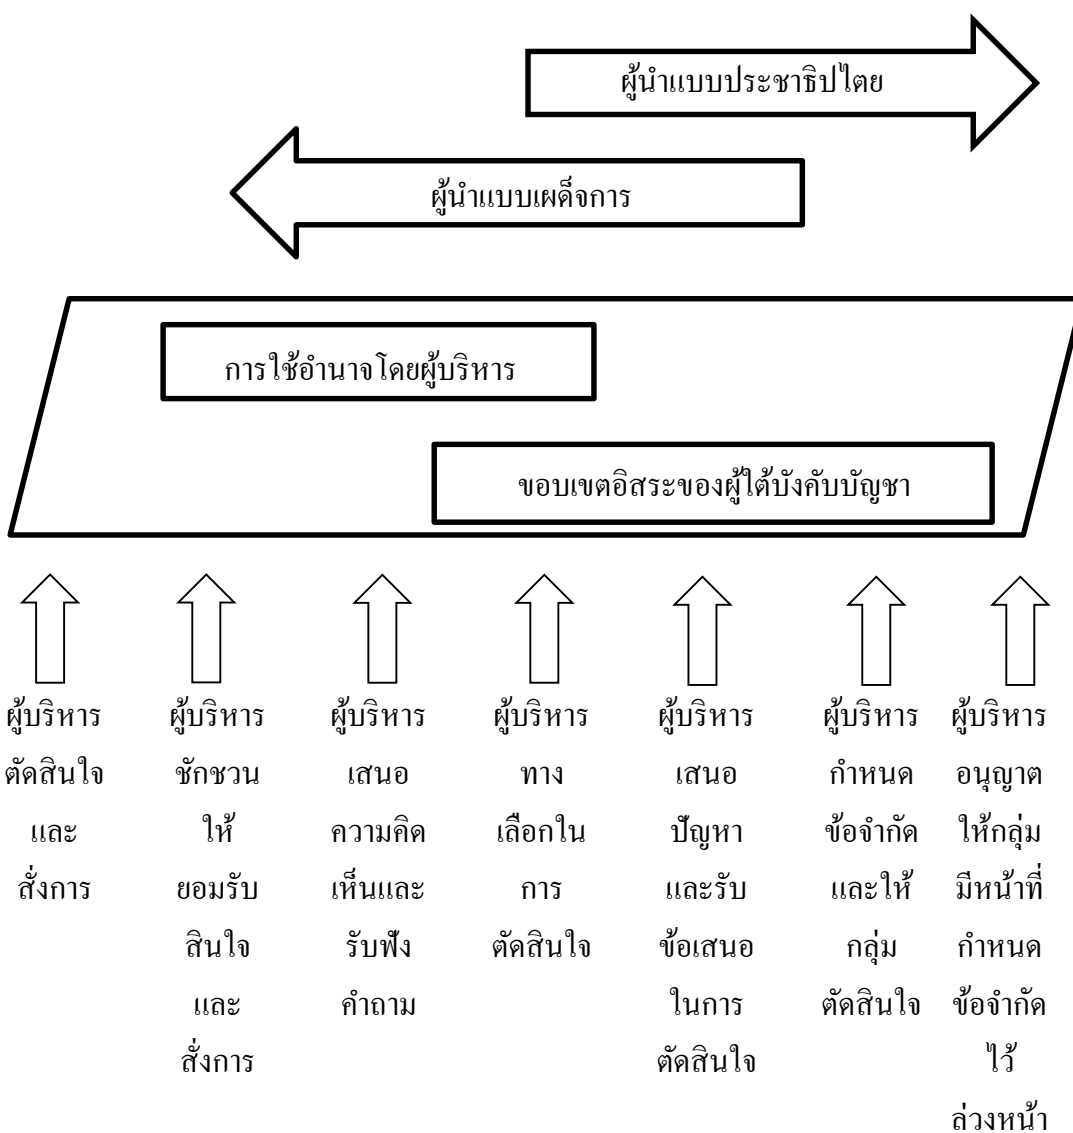 ผู้นำแบบประชาธิปไตย
ผู้นำแบบเผด็จการ
การใช้อำนาจโดยผู้บริหาร
ขอบเขตอิสระของผู้ใต้บังคับบัญชา
ผู้บริหาร
ตัดสินใจ
และ
สั่งการ
ผู้บริหาร
ชักชวน
ให้
ยอมรับ
สินใจ
และ
สั่งการ
ผู้บริหาร
เสนอ
ความคิด
เห็นและ
รับฟัง
คำถาม
ผู้บริหาร
ทาง
เลือกใน
การ
ตัดสินใจ
ผู้บริหาร
เสนอ
ปัญหา
และรับ
ข้อเสนอ
ในการ
ตัดสินใจ
ผู้บริหาร
กำหนด
ข้อจำกัด
และให้
กลุ่ม
ตัดสินใจ
ผู้บริหาร
อนุญาต
ให้กลุ่ม
มีหน้าที่
กำหนด
ข้อจำกัด
ไว้
ล่วงหน้า